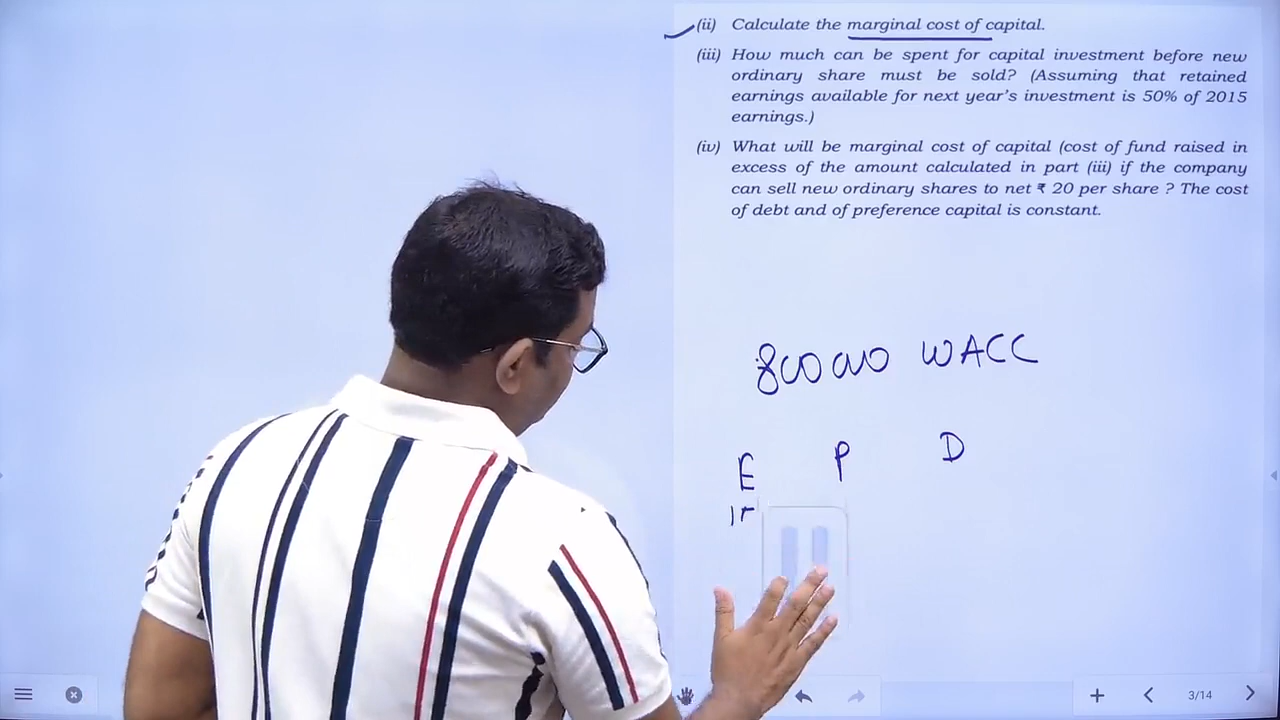 (ii) Calculate the marginal cost of capital.
(iii) How much can be spent for capital investment before new
ordinary share must be sold? (Assuming that retained
earnings available for next year's investment is 50% of 2015
earnings.)
(iv) What will be marginal cost of capital (cost of fund raised in
excess of the amount calculated in part (iii) if the company
can sell new ordinary shares to net ₹ 20 per share ? The cost
of debt and of preference capital is constant.
WACC
E P D
3/14